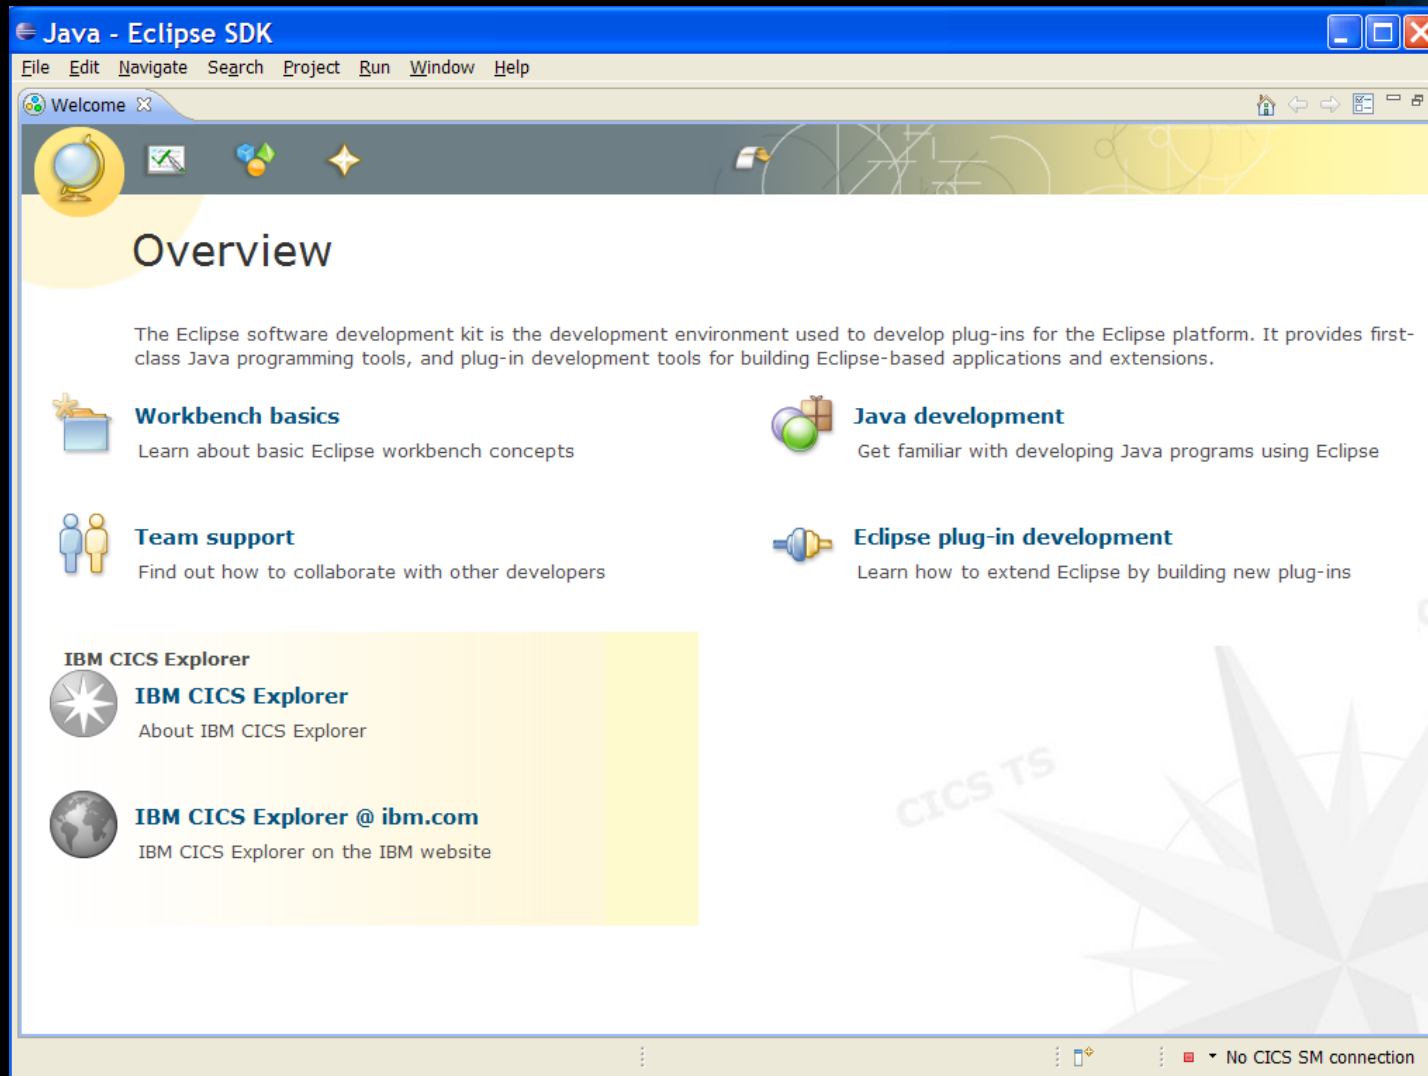 Java - Eclipse SDK
File Edit Navigate Search Project Run Window Help
Welcome
Overview
The Eclipse software development kit is the development environment used to develop plug-ins for the Eclipse platform. It provides first-
class Java programming tools, and plug-in development tools for building Eclipse-based applications and extensions.
Workbench basics
Learn about basic Eclipse workbench concepts
Java development
Get familiar with developing Java programs using Eclipse
Team support
Find out how to collaborate with other developers
Eclipse plug-in development
Learn how to extend Eclipse by building new plug-ins
IBM CICS Explorer
IBM CICS Explorer
About IBM CICS Explorer
CICS TS
IBM CICS Explorer @ ibm.com
IBM CICS Explorer on the IBM website
No CICS SM connection